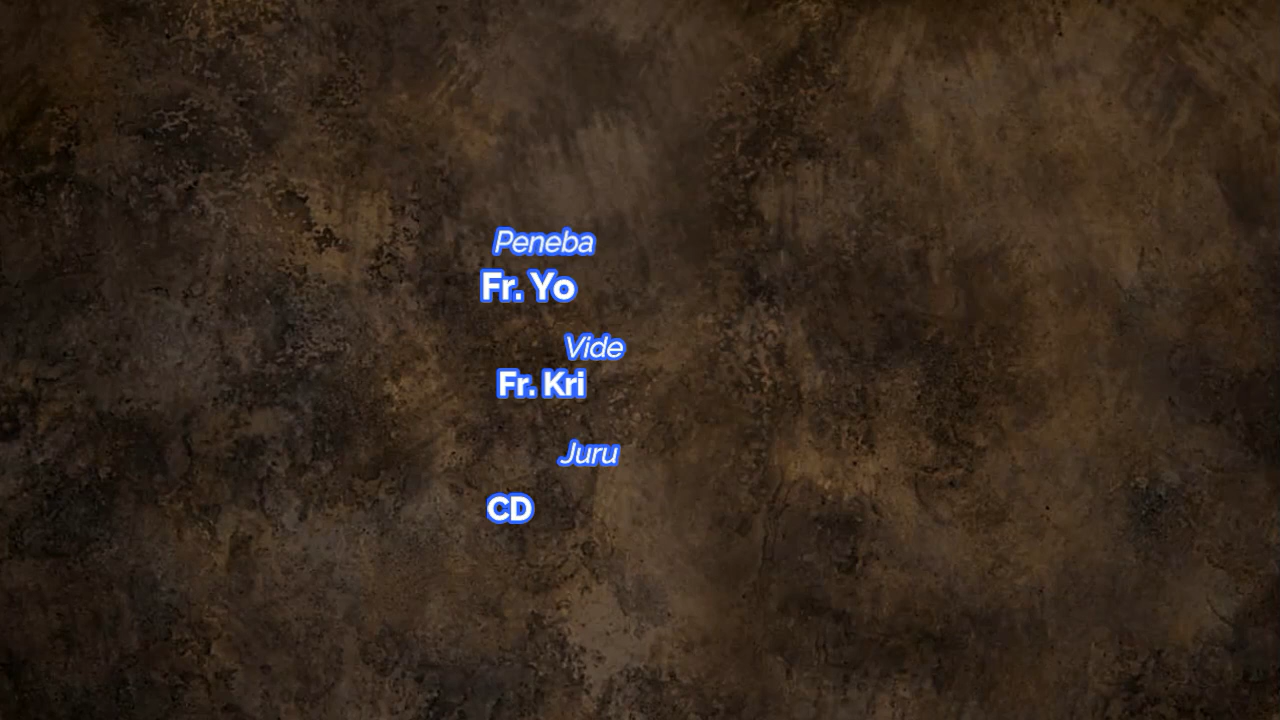 Peneba
Fr. Yo
Vide
Fr. Kri
Juru
CD